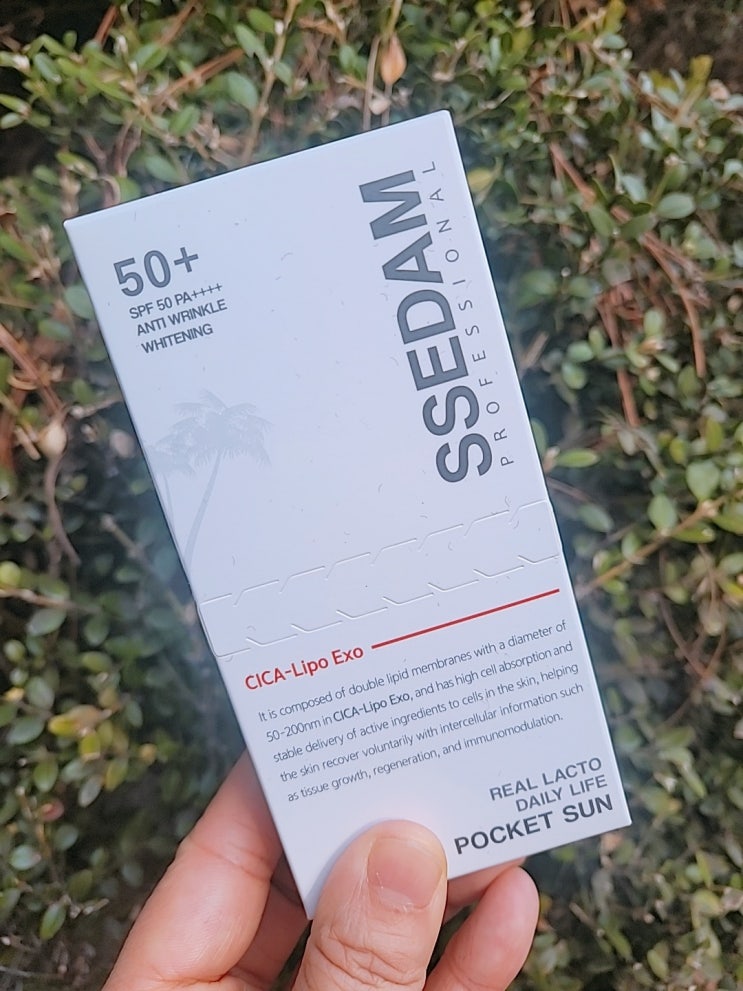 50+
SPF 50 PA++++
ANTI WRINKLE
WHITENING
SSEDAM
PROFESSIONAL
CICA-Lipo Exo
It is composed of double lipid membranes with a diameter of
50-200nm in CICA-Lipo Exo, and has high cell absorption and
stable delivery of active ingredients to cells in the skin, helping
the skin recover voluntarily with intercellular information such
as tissue growth, regeneration, and immunomodulation.
REAL LACTO
DAILY LIFE
POCKET SUN